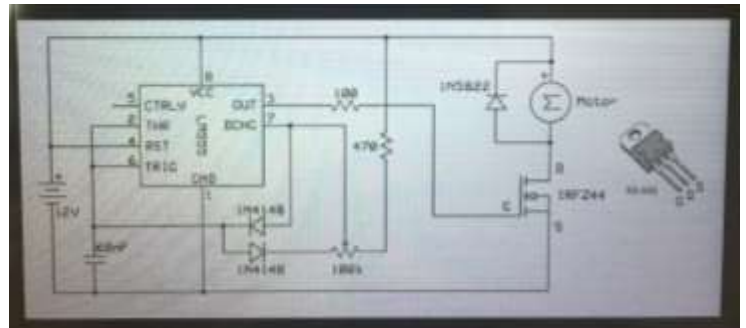 8
VCC
5
CTRLV
OUT
3
100
1N5822
+
Motor
2
THR
DCHG
7
4
RST
470
6
TRIG
GND
1
D
G
IRFZ44
S
+
12V
1N4148
1N4148
100k
G
D
S